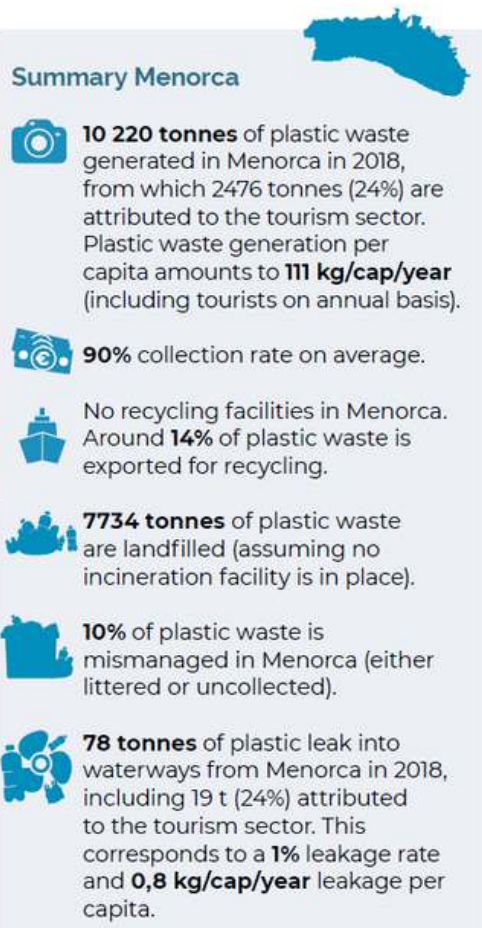 Summary Menorca
10 220 tonnes of plastic waste
generated in Menorca in 2018,
from which 2476 tonnes (24%) are
attributed to the tourism sector.
Plastic waste generation per
capita amounts to 111 kg/cap/year
(including tourists on annual basis).
90% collection rate on average.
No recycling facilities in Menorca.
Around 14% of plastic waste is
exported for recycling.
7734 tonnes of plastic waste
are landfilled (assuming no
incineration facility is in place).
10% of plastic waste is
mismanaged in Menorca (either
littered or uncollected).
78 tonnes of plastic leak into
waterways from Menorca in 2018,
including 19 t (24%) attributed
to the tourism sector. This
corresponds to a 1% leakage rate
and 0,8 kg/cap/year leakage per
capita.